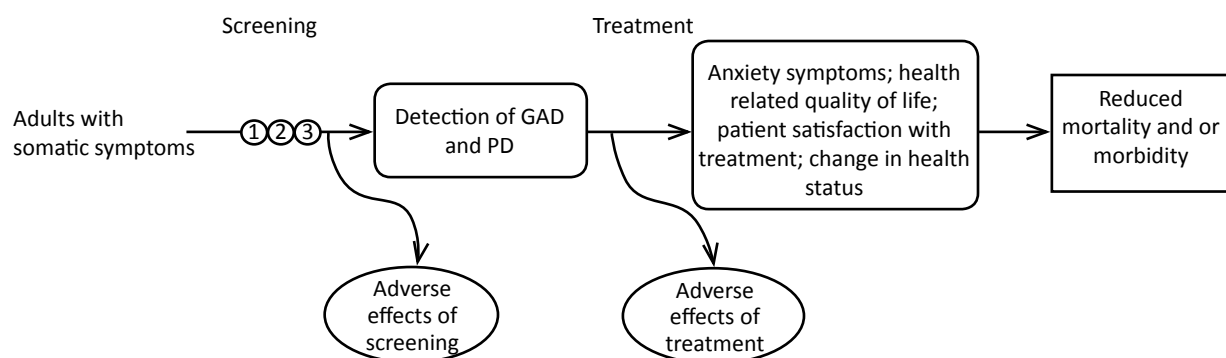 Screening
Treatment
Adults with
somatic symptoms
1 2 3
Detection of GAD
and PD
Anxiety symptoms; health
related quality of life;
patient satisfaction with
treatment; change in health
status
Reduced
mortality and or
morbidity
Adverse
effects of
screening
Adverse
effects of
treatment